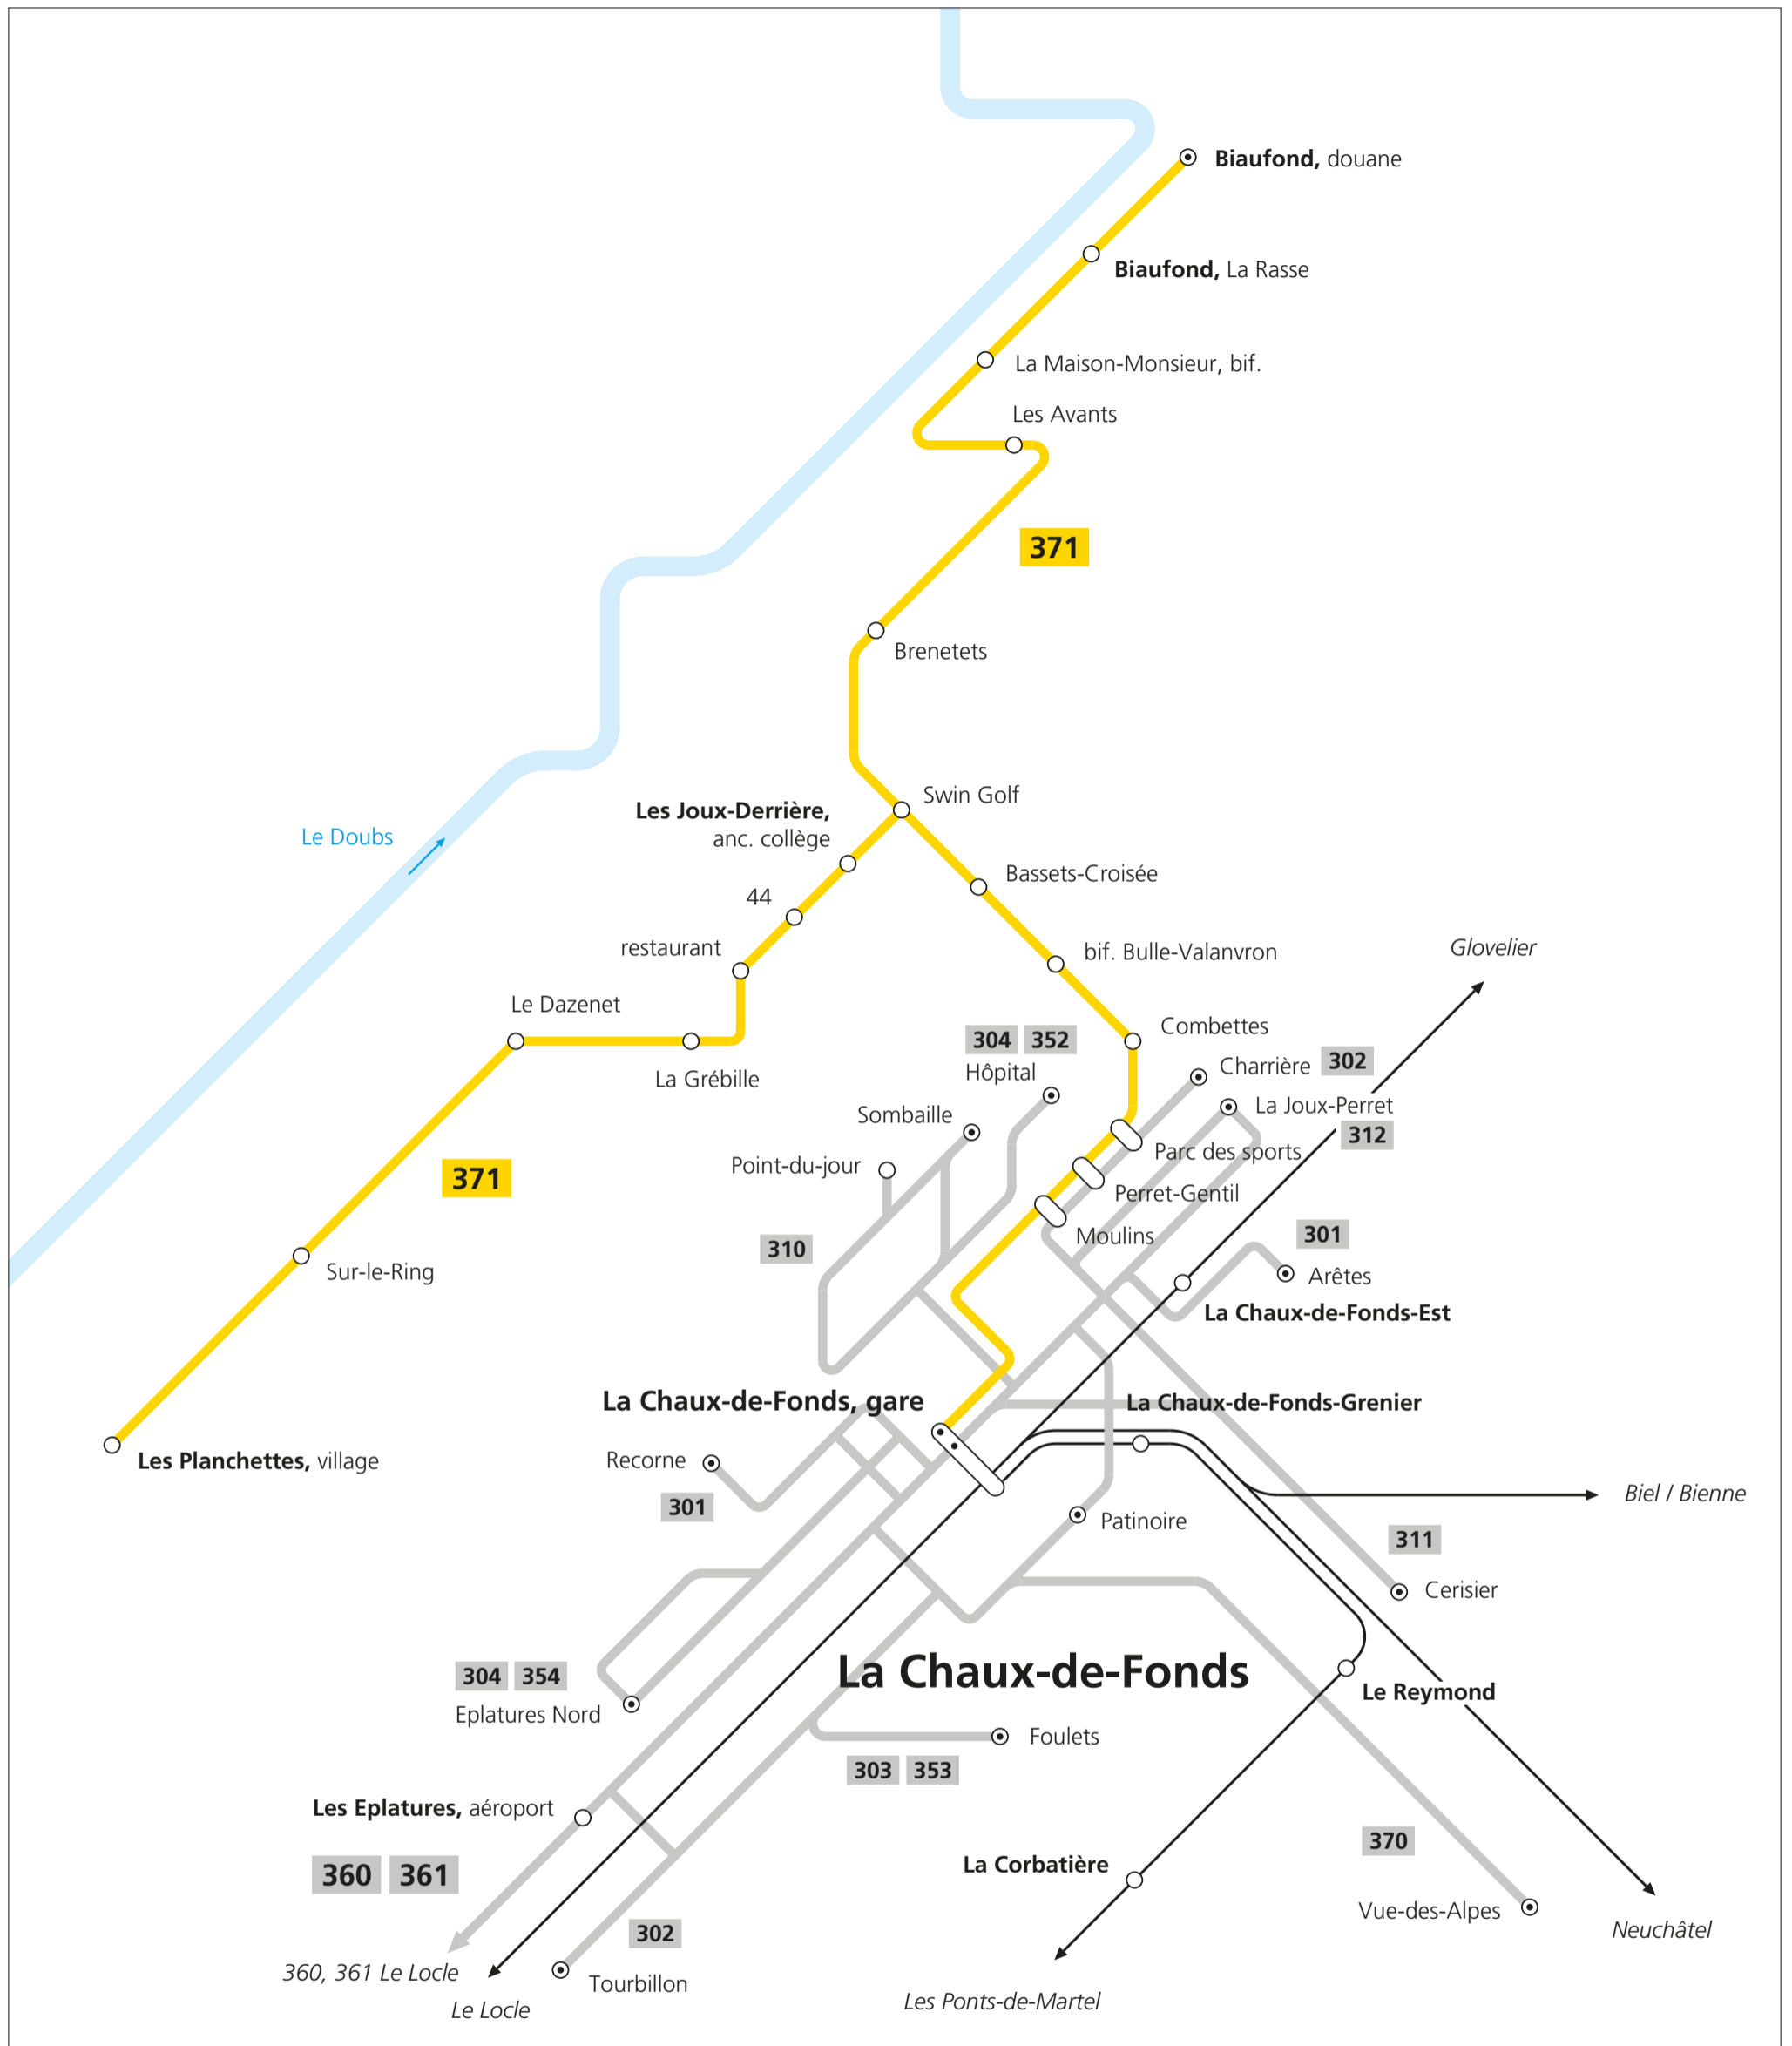 Biaufond, douane
Biaufond, La Rasse
La Maison-Monsieur, bif.
Les Avants
371
Brenetets
Swin Golf
Les Joux-Derrière,
anc. collège
Le Doubs
Bassets-Croisée
44
restaurant
bif. Bulle-Valanvron
Glovelier
Le Dazenet
Combettes
304 352
Hôpital
Charrière 302
La Grébille
La Joux-Perret
312
Sombaille
Parc des sports
Point-du-jour
371
Perret-Gentil
Moulins
301
310
Arêtes
Sur-le-Ring
La Chaux-de-Fonds-Est
La Chaux-de-Fonds, gare
La Chaux-de-Fonds-Grenier
Les Planchettes, village
Recorne
301
Biel / Bienne
Patinoire
311
Cerisier
La Chaux-de-Fonds
304 354
Eplatures Nord
Le Reymond
Foulets
303 353
Les Eplatures, aéroport
360 361
370
La Corbatière
Vue-des-Alpes
302
Neuchâtel
360, 361 Le Locle
Tourbillon
Le Locle
Les Ponts-de-Martel